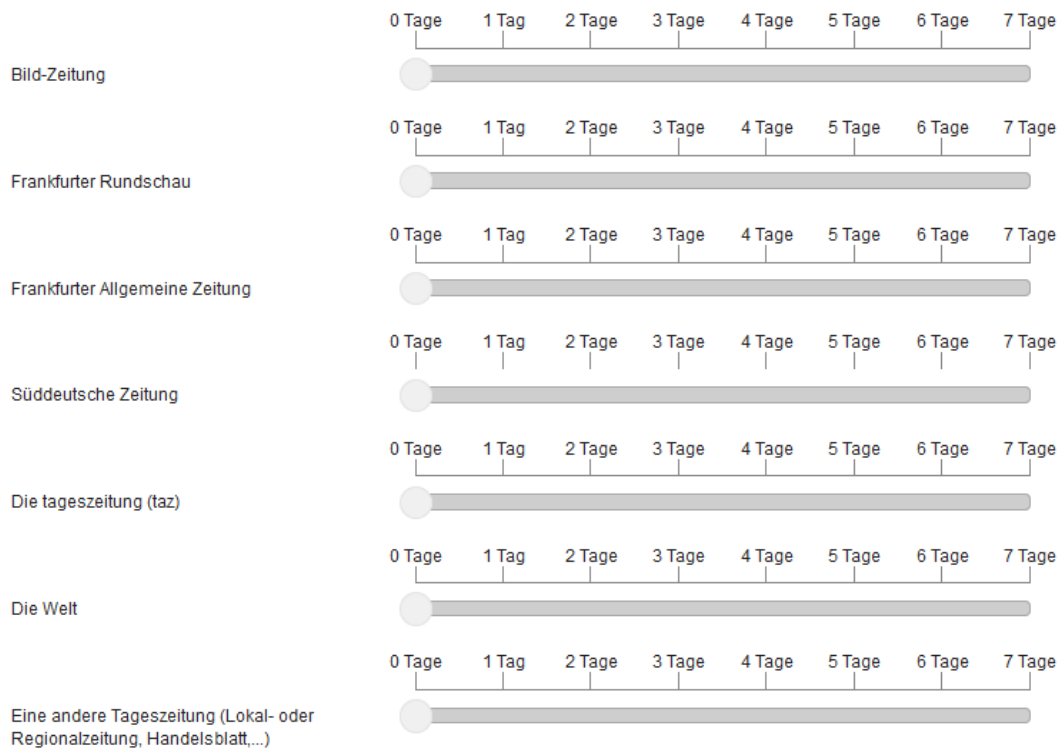 0 Tage 1 Tag 2 Tage 3 Tage 4 Tage 5 Tage 6 Tage 7 Tage
Bild-Zeitung
0 Tage 1 Tag 2 Tage 3 Tage 4 Tage 5 Tage 6 Tage 7 Tage
Frankfurter Rundschau
0 Tage 1 Tag 2 Tage 3 Tage 4 Tage 5 Tage 6 Tage 7 Tage
Frankfurter Allgemeine Zeitung
0 Tage 1 Tag 2 Tage 3 Tage 4 Tage 5 Tage 6 Tage 7 Tage
Süddeutsche Zeitung
0 Tage 1 Tag 2 Tage 3 Tage 4 Tage 5 Tage 6 Tage 7 Tage
Die tageszeitung (taz)
0 Tage 1 Tag 2 Tage 3 Tage 4 Tage 5 Tage 6 Tage 7 Tage
Die Welt
0 Tage 1 Tag 2 Tage 3 Tage 4 Tage 5 Tage 6 Tage 7 Tage
Eine andere Tageszeitung (Lokal- oder
Regionalzeitung, Handelsblatt,...)